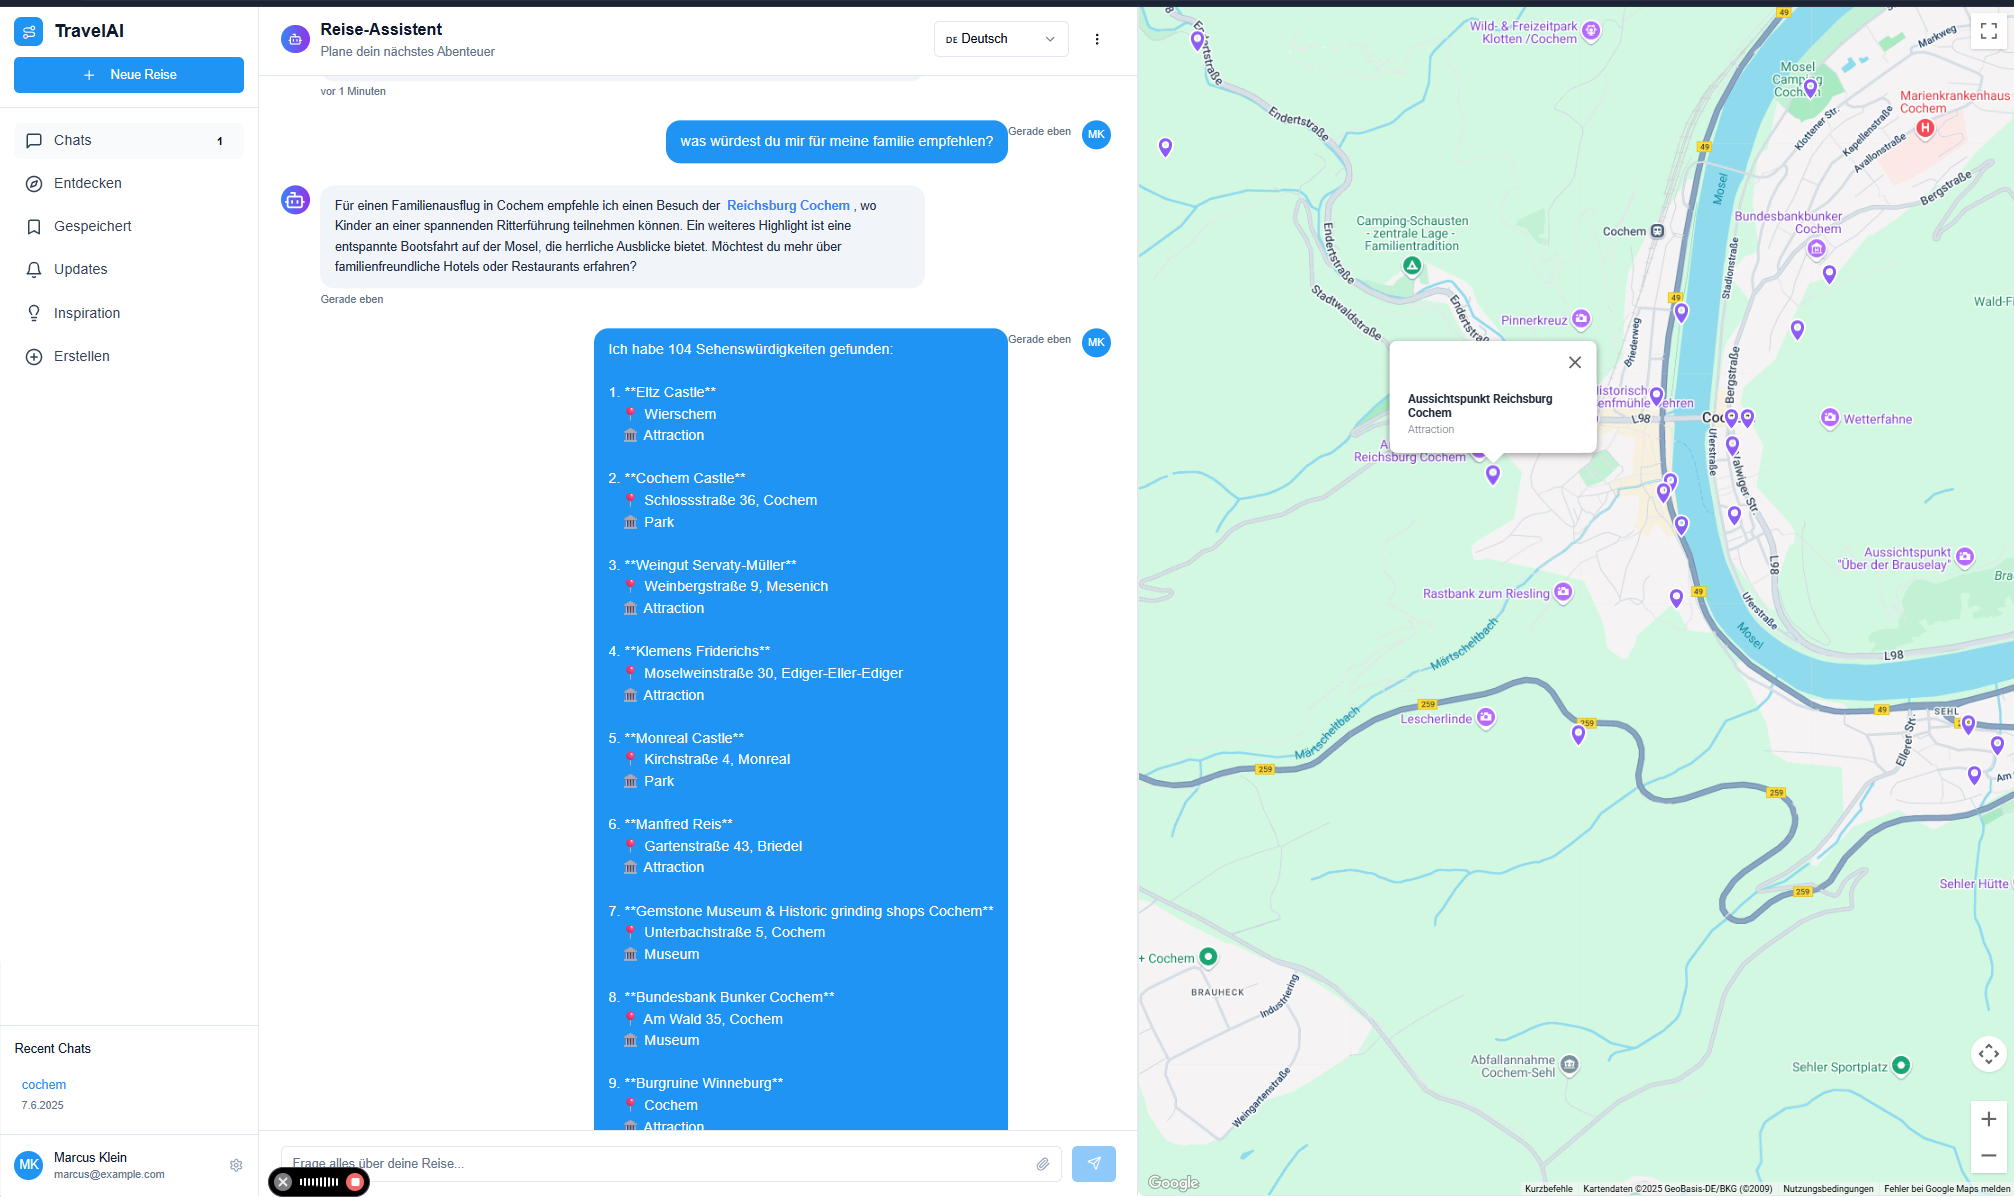 TravelAI
Neue Reise
Chats
1
Entdecken
Gespeichert
Updates
Inspiration
Erstellen
Recent Chats
cochem
7.6.2025
MK
Marcus Klein
marcus@example.com
Reise-Assistent
Plane dein nächstes Abenteuer
DE Deutsch
vor 1 Minuten
was würdest du mir für meine familie empfehlen?
Gerade eben
MK
Für einen Familienausflug in Cochem empfehle ich einen Besuch der Reichsburg Cochem , wo
Kinder an einer spannenden Ritterführung teilnehmen können. Ein weiteres Highlight ist eine
entspannte Bootsfahrt auf der Mosel, die herrliche Ausblicke bietet. Möchtest du mehr über
familienfreundliche Hotels oder Restaurants erfahren?
Gerade eben
Gerade eben
MK
Ich habe 104 Sehenswürdigkeiten gefunden:
1. **Eltz Castle**
Wierschem
Attraction
2. **Cochem Castle**
Schlossstraße 36, Cochem
Park
3. **Weingut Servaty-Müller**
Weinbergstraße 9, Mesenich
Attraction
4. **Klemens Friderichs**
Moselweinstraße 30, Ediger-Eller-Ediger
Attraction
5. **Monreal Castle**
Kirchstraße 4, Monreal
Park
6. **Manfred Reis**
Gartenstraße 43, Briedel
Attraction
7. **Gemstone Museum & Historic grinding shops Cochem**
Unterbachstraße 5, Cochem
Museum
8. **Bundesbank Bunker Cochem**
Am Wald 35, Cochem
Museum
9. **Burgruine Winneburg**
Cochem
Attraction
Frage alles über deine Reise...
Wild- & Freizeitpark
Klotten /Cochem
49
Markweg
Endertstraße
Mosel
Camping
Cochem
Marienkrankenhaus
Cochem
H
Klottener Str.
Kapellenstraße
Avallonstraße
Endertstraße
49
Mosel
Bergstraße
Camping-Schausten
- zentrale Lage -
Familientradition
Cochem
Bundesbankbunker
Cochem
Endertstraße
Stadionstraße
Stadtwaldstraße
Endertstraße
49
Wald-F
Pinnerkreuz
Briederweg
Bergstraße
Aussichtspunkt Reichsburg
Cochem
Attraction
Reichsburg Cochem
L98
Wetterfahne
Uferstraße
Valwiger Str.
L98
Aussichtspunkt
"Über der Brauselay"
Bra
Rastbank zum Riesling
49
Uferstraße
Mosel
Märtscheltbach
L98
Lescherlinde
259
Märtscheltbach
259
259
49
SEHL
Ellerer Str.
Am
259
259
Sehler Hütte
+ Cochem
BRAUHECK
Industriering
Abfallannahme
Cochem-Sehl
Sehler Sportplatz
Weingartenstraße
Google
Kurzbefehle
Kartendaten ©2025 GeoBasis-DE/BKG (©2009)
Nutzungsbedingungen
Fehler bei Google Maps melden